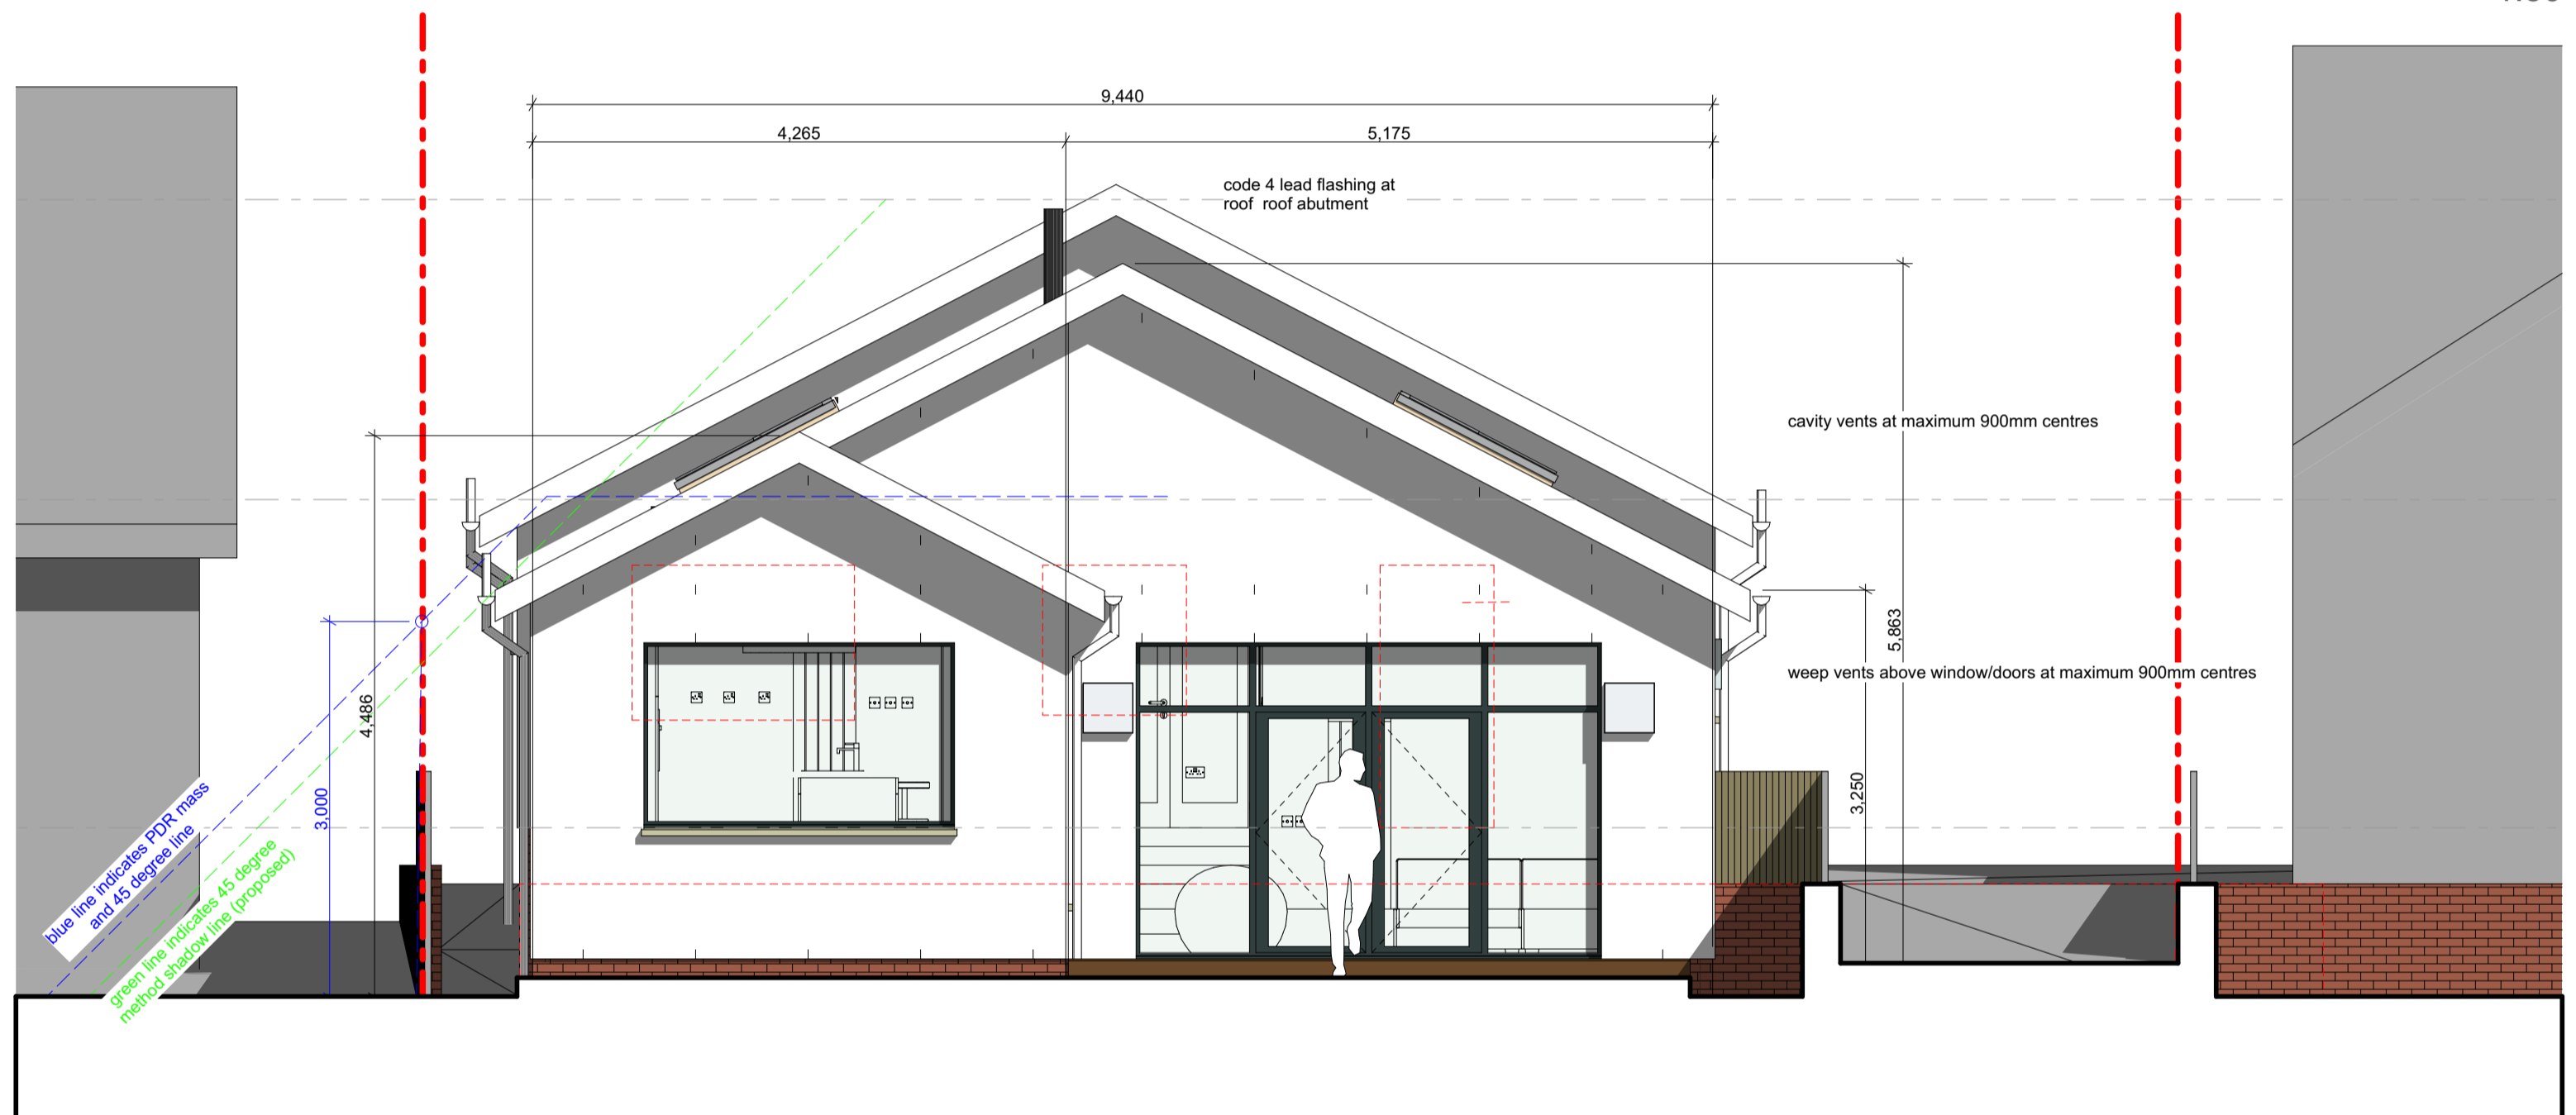 9,440
4,265
5,175
code 4 lead flashing at
roof  roof abutment
cavity vents at maximum 900mm centres
5,863
weep vents above window/doors at maximum 900mm centres
4,486
3,250
3,000
blue line indicates PDR mass
and 45 degree line
green line indicates 45 degree
method shadow line (proposed)